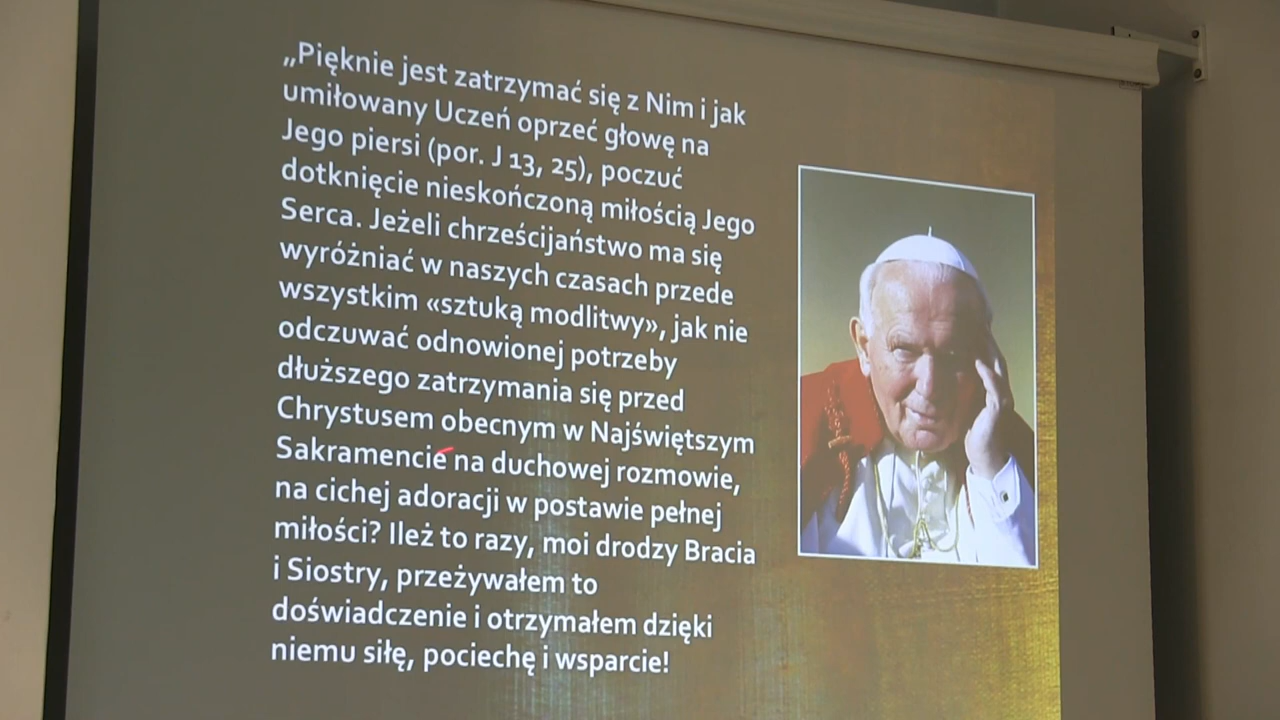 „Pięknie jest zatrzymać się z Nim i jak
umiłowany Uczeń oprzeć głowę na
Jego piersi (por. J 13, 25), poczuć
dotknięcie nieskończoną miłością Jego
Serca. Jeżeli chrześcijaństwo ma się
wyróżniać w naszych czasach przede
wszystkim «sztuką modlitwy», jak nie
odczuwać odnowionej potrzeby
dłuższego zatrzymania się przed
Chrystusem obecnym w Najświętszym
Sakramencie na duchowej rozmowie,
na cichej adoracji w postawie pełnej
miłości? Ileż to razy, moi drodzy Bracia
i Siostry, przeżywałem to
doświadczenie i otrzymałem dzięki
niemu siłę, pociechę i wsparcie!